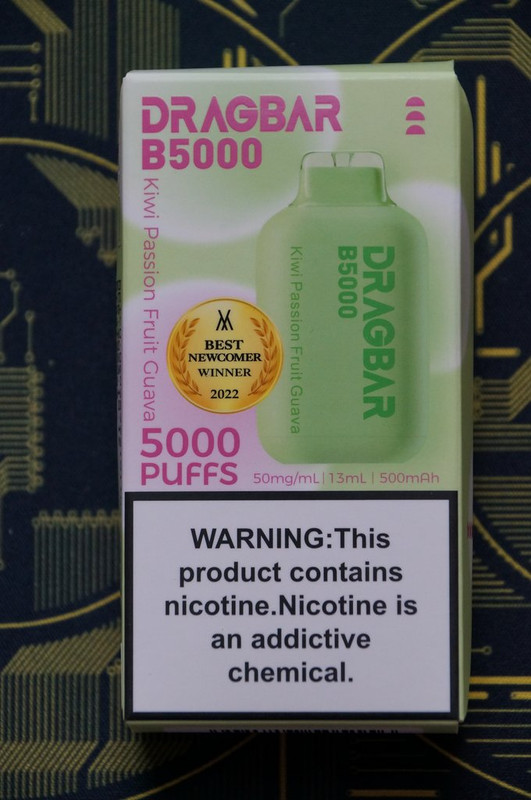 DRAGBAR
B5000
Kiwi Passion Fruit Guava
DRAGBAR
B5000
Kiwi Passion Fruit Guava
BEST
NEWCOMER
WINNER
2022
5000
PUFFS
50mg/mL | 13mL | 500mAh
WARNING:This
product contains
nicotine.Nicotine is
an addictive
chemical.